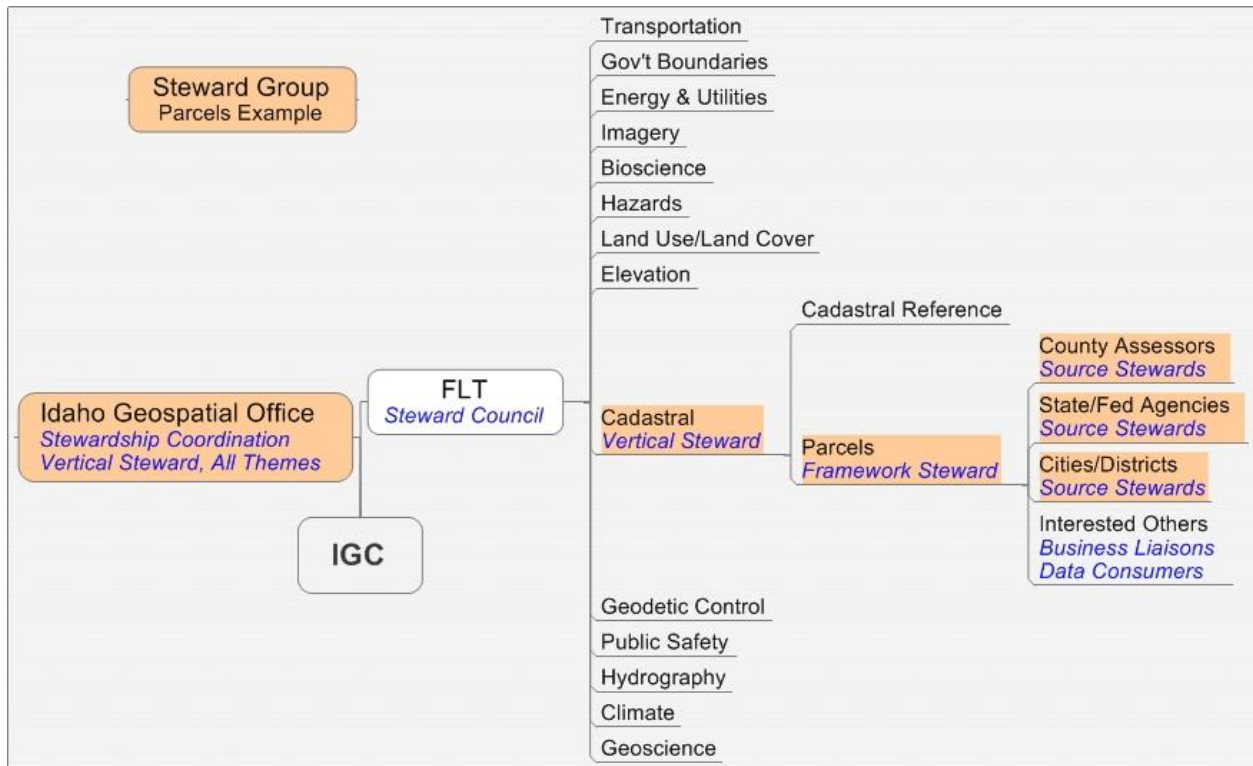 Steward Group
Parcels Example
Transportation
Gov't Boundaries
Energy & Utilities
Imagery
Bioscience
Hazards
Land Use/Land Cover
Elevation
Idaho Geospatial Office
Stewardship Coordination
Vertical Steward, All Themes
FLT
Steward Council
IGC
Cadastral
Vertical Steward
Cadastral Reference
Parcels
Framework Steward
County Assessors
Source Stewards
State/Fed Agencies
Source Stewards
Cities/Districts
Source Stewards
Interested Others
Business Liaisons
Data Consumers
Geodetic Control
Public Safety
Hydrography
Climate
Geoscience